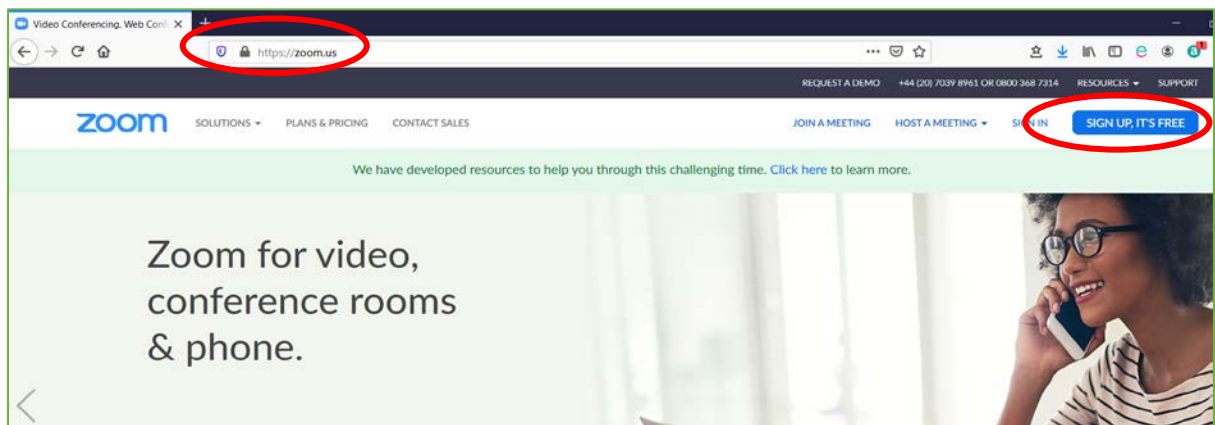 Video Conferencing, Web Conf
https://zoom.us
REQUEST A DEMO +44 (20) 7039 8961 OR 0800 368 7314 RESOURCES SUPPORT
zoom SOLUTIONS PLANS & PRICING CONTACT SALES JOIN A MEETING HOST A MEETING SIGN IN SIGN UP, IT'S FREE
We have developed resources to help you through this challenging time. Click here to learn more.
Zoom for video,
conference rooms
& phone.